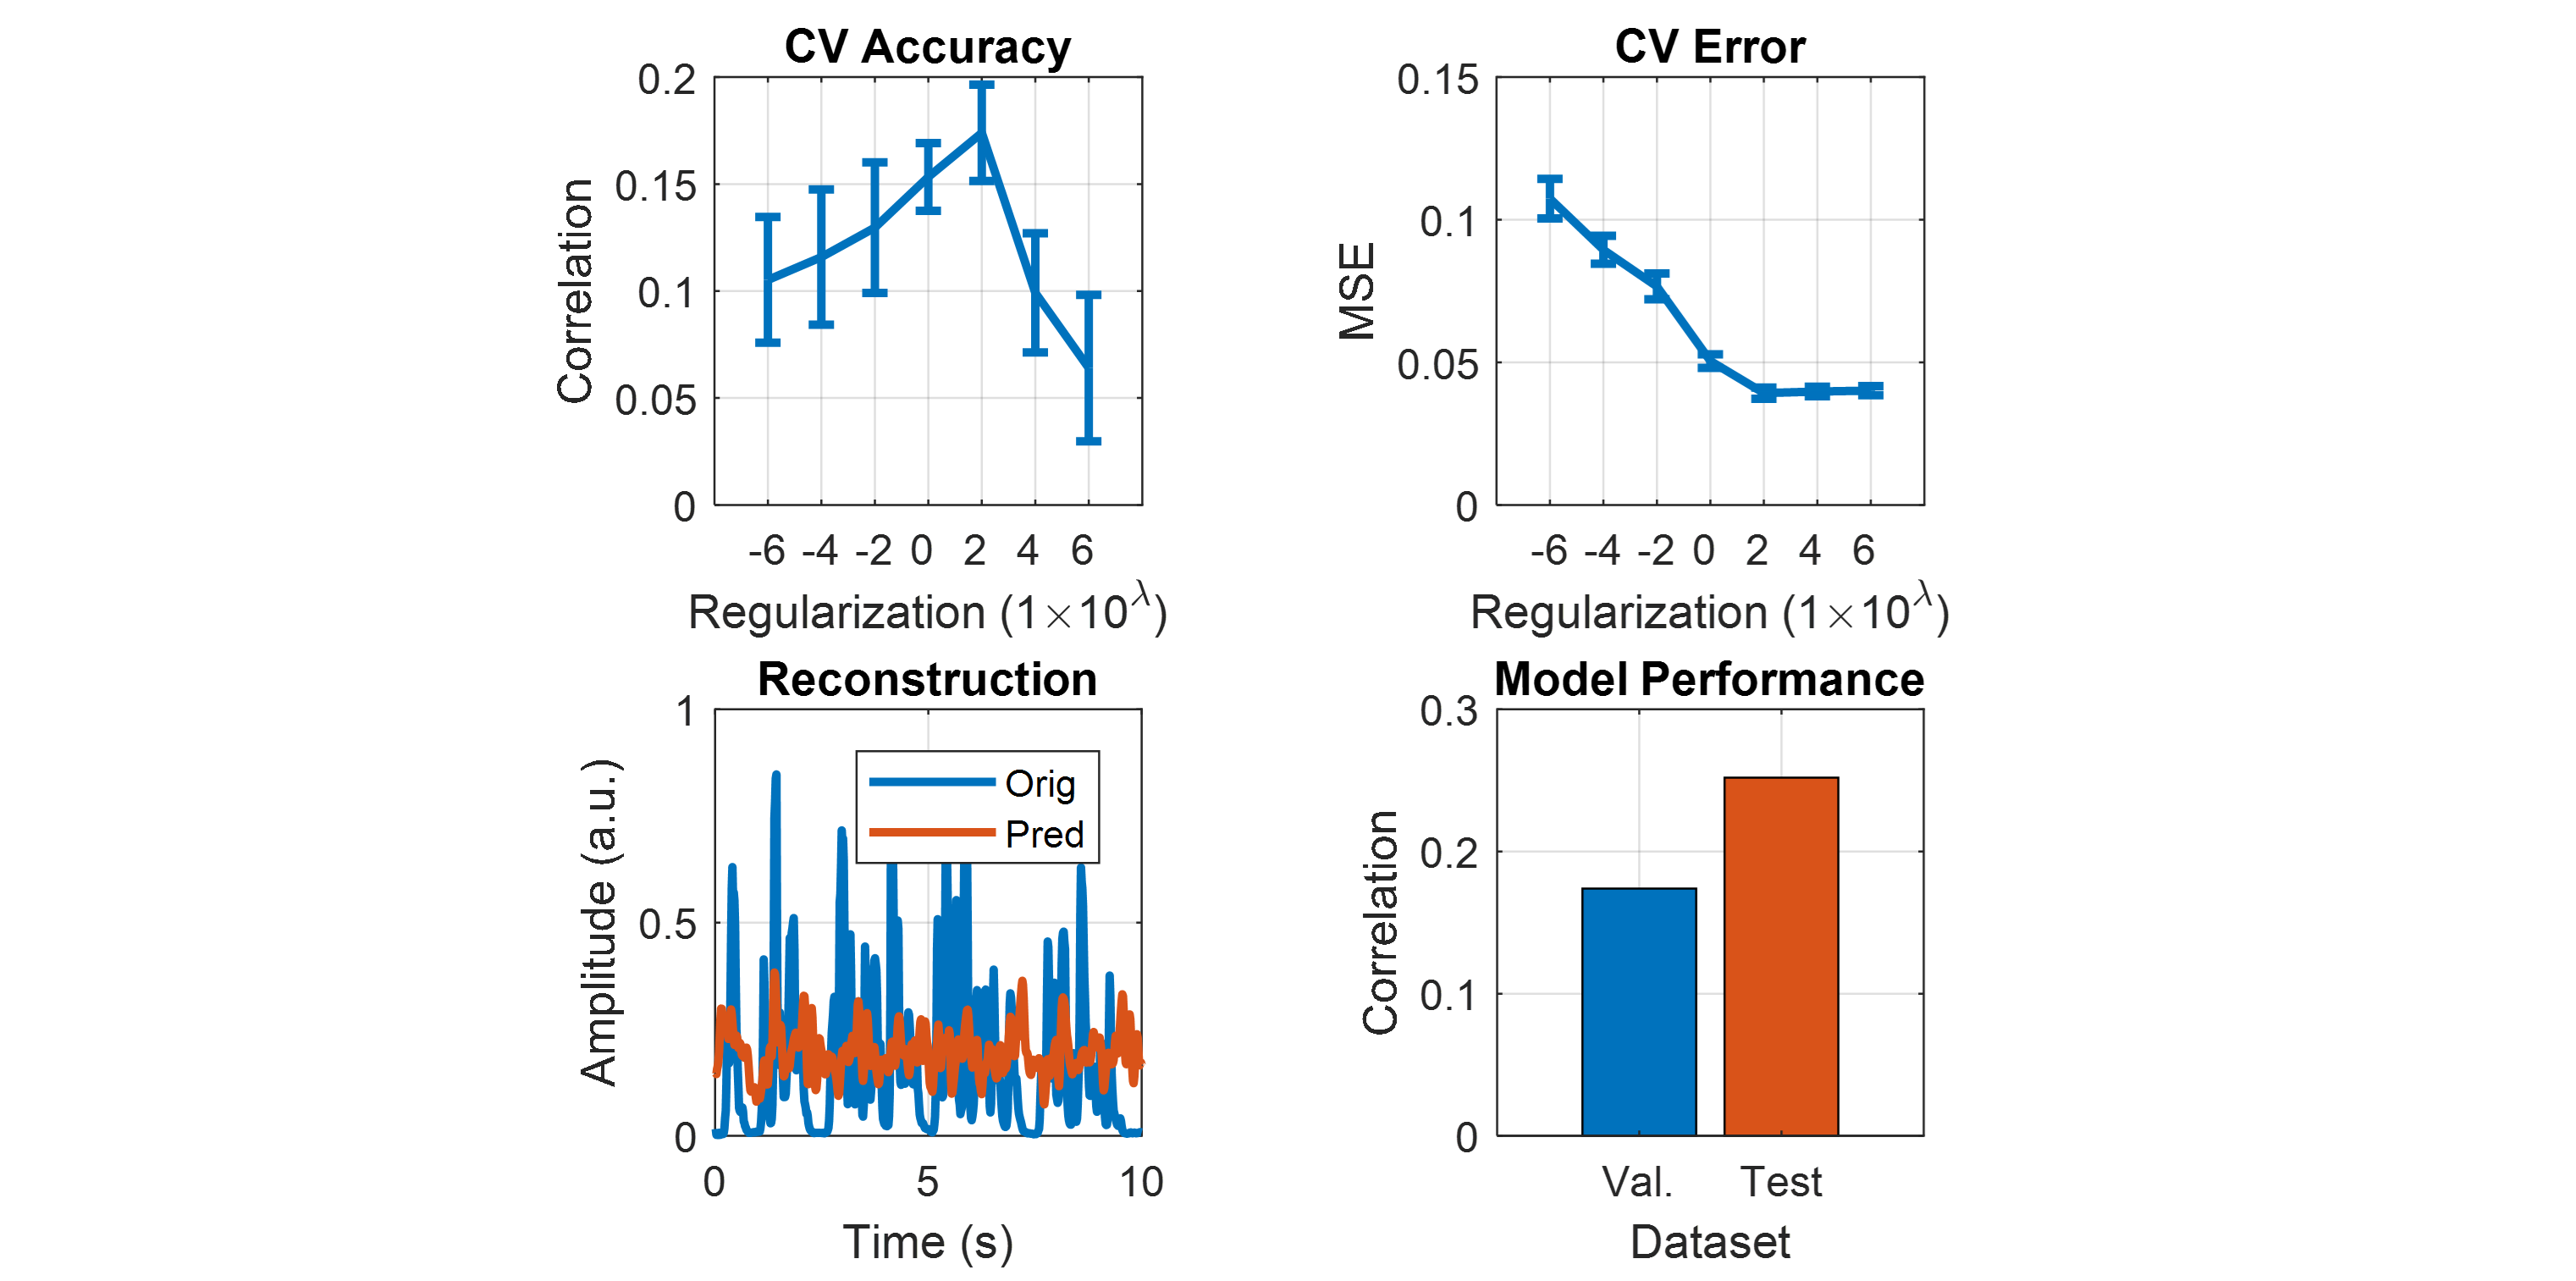 CV Accuracy
0.2
0.15
0.1
0.05
0
Correlation
-6 -4 -2 0 2 4 6
Regularization (1×10^λ)
CV Error
0.15
0.1
0.05
0
MSE
-6 -4 -2 0 2 4 6
Regularization (1×10^λ)
Reconstruction
1
0.5
0
Amplitude (a.u.)
Orig
Pred
0 5 10
Time (s)
Model Performance
0.3
0.2
0.1
0
Correlation
Val. Test
Dataset